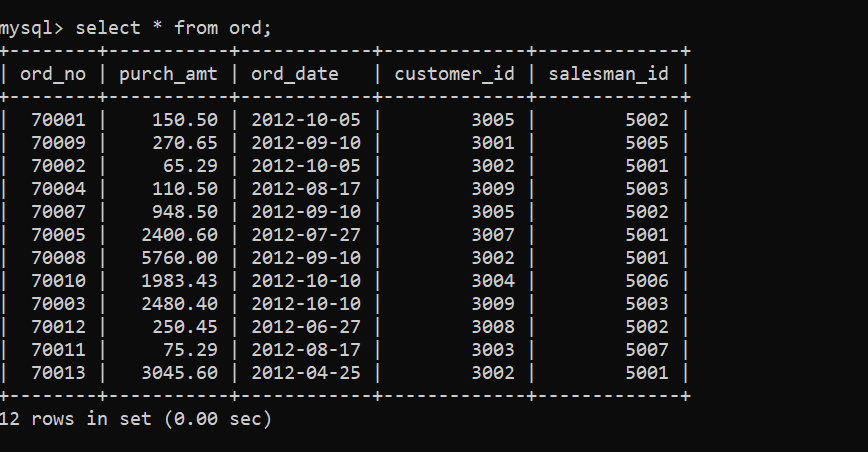 mysql> select * from ord;
+--------+-----------+------------+-------------+-------------+
| ord_no | purch_amt | ord_date   | customer_id | salesman_id |
+--------+-----------+------------+-------------+-------------+
|  70001 |    150.50 | 2012-10-05 |        3005 |        5002 |
|  70009 |    270.65 | 2012-09-10 |        3001 |        5005 |
|  70002 |     65.29 | 2012-10-05 |        3002 |        5001 |
|  70004 |    110.50 | 2012-08-17 |        3009 |        5003 |
|  70007 |    948.50 | 2012-09-10 |        3005 |        5002 |
|  70005 |   2400.60 | 2012-07-27 |        3007 |        5001 |
|  70008 |   5760.00 | 2012-09-10 |        3002 |        5001 |
|  70010 |   1983.43 | 2012-10-10 |        3004 |        5006 |
|  70003 |   2480.40 | 2012-10-10 |        3009 |        5003 |
|  70012 |    250.45 | 2012-06-27 |        3008 |        5002 |
|  70011 |     75.29 | 2012-08-17 |        3003 |        5007 |
|  70013 |   3045.60 | 2012-04-25 |        3002 |        5001 |
+--------+-----------+------------+-------------+-------------+
12 rows in set (0.00 sec)